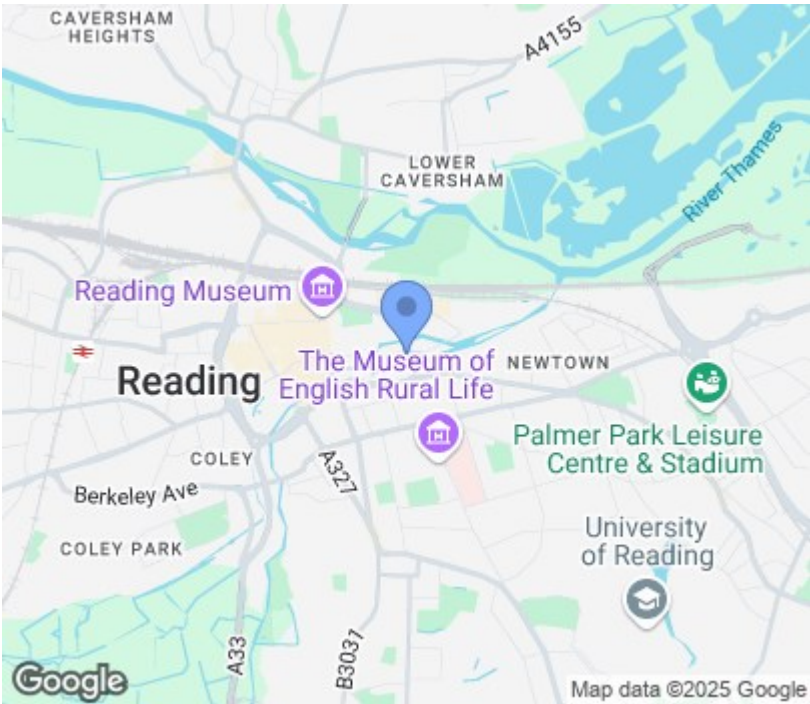 CAVERSHAM
HEIGHTS
A4155
LOWER
CAVERSHAM
River Thames
Reading Museum
The Museum of
English Rural Life
NEWTOWN
Reading
Palmer Park Leisure
Centre & Stadium
COLEY
A327
Berkeley Ave
University
of Reading
COLEY PARK
A33
B3031
Google
Map data ©2025 Google